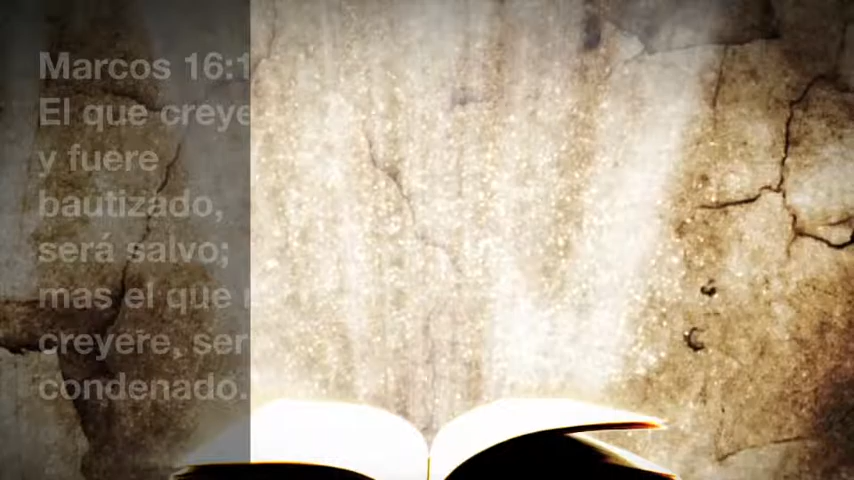 Marcos 16:1
El que creye
y fuere
bautizado,
será salvo;
mas el que
creyere, ser
condenado.